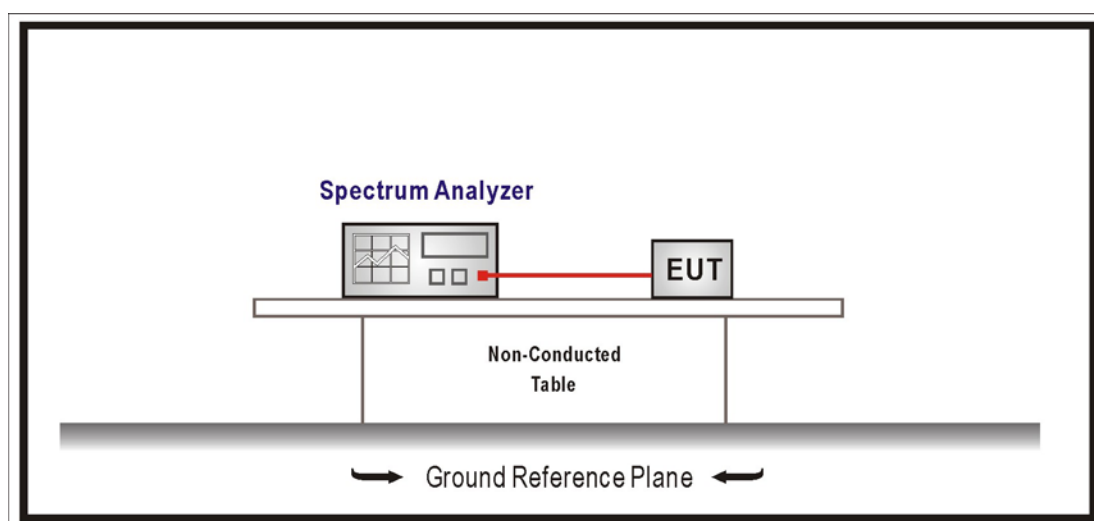 Spectrum Analyzer
EUT
Non-Conducted
Table
Ground Reference Plane